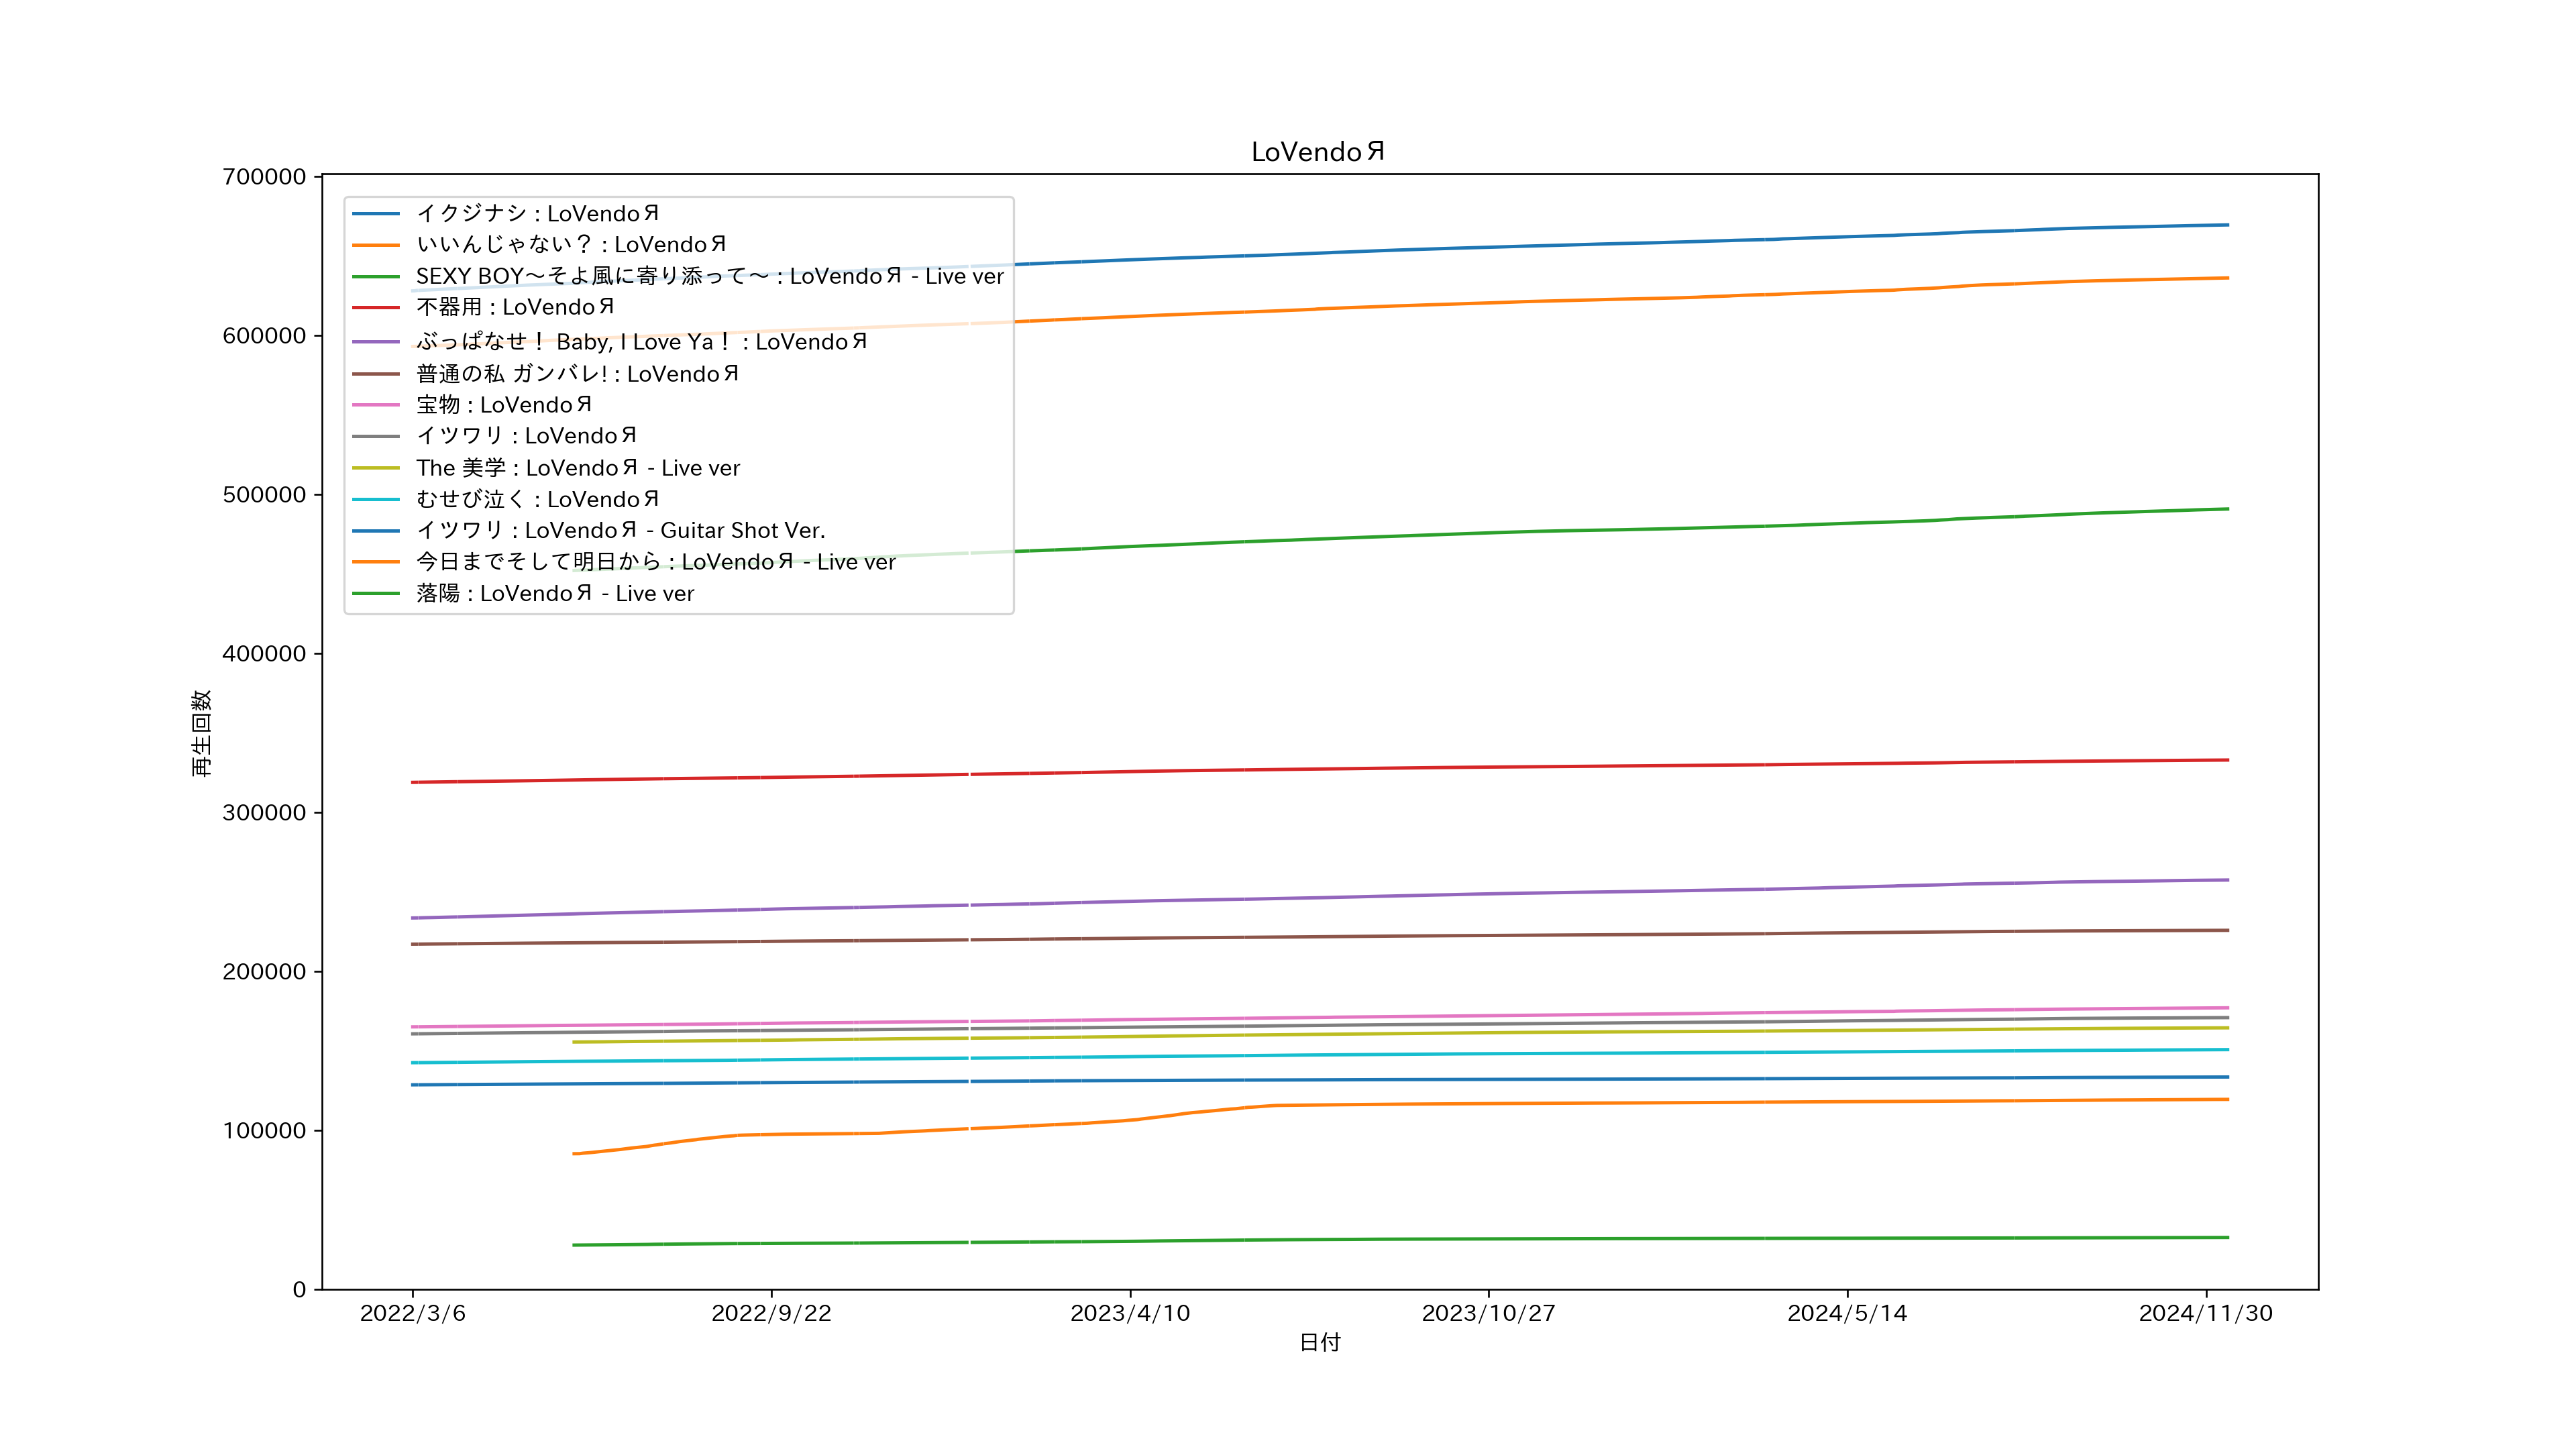 LoVendoЯ
700000
600000
500000
400000
300000
200000
100000
0
再生回数
イクジナシ : LoVendoЯ
いいんじゃない？ : LoVendoЯ
SEXY BOY～そよ風に寄り添って～ : LoVendoЯ - Live ver
不器用 : LoVendoЯ
ぶっぱなせ！ Baby, I Love Ya！ : LoVendoЯ
普通の私 ガンバレ! : LoVendoЯ
宝物 : LoVendoЯ
イツワリ : LoVendoЯ
The 美学 : LoVendoЯ - Live ver
むせび泣く : LoVendoЯ
イツワリ : LoVendoЯ - Guitar Shot Ver.
今日までそして明日から : LoVendoЯ - Live ver
落陽 : LoVendoЯ - Live ver
2022/3/6 2022/9/22 2023/4/10 2023/10/27 2024/5/14 2024/11/30
日付